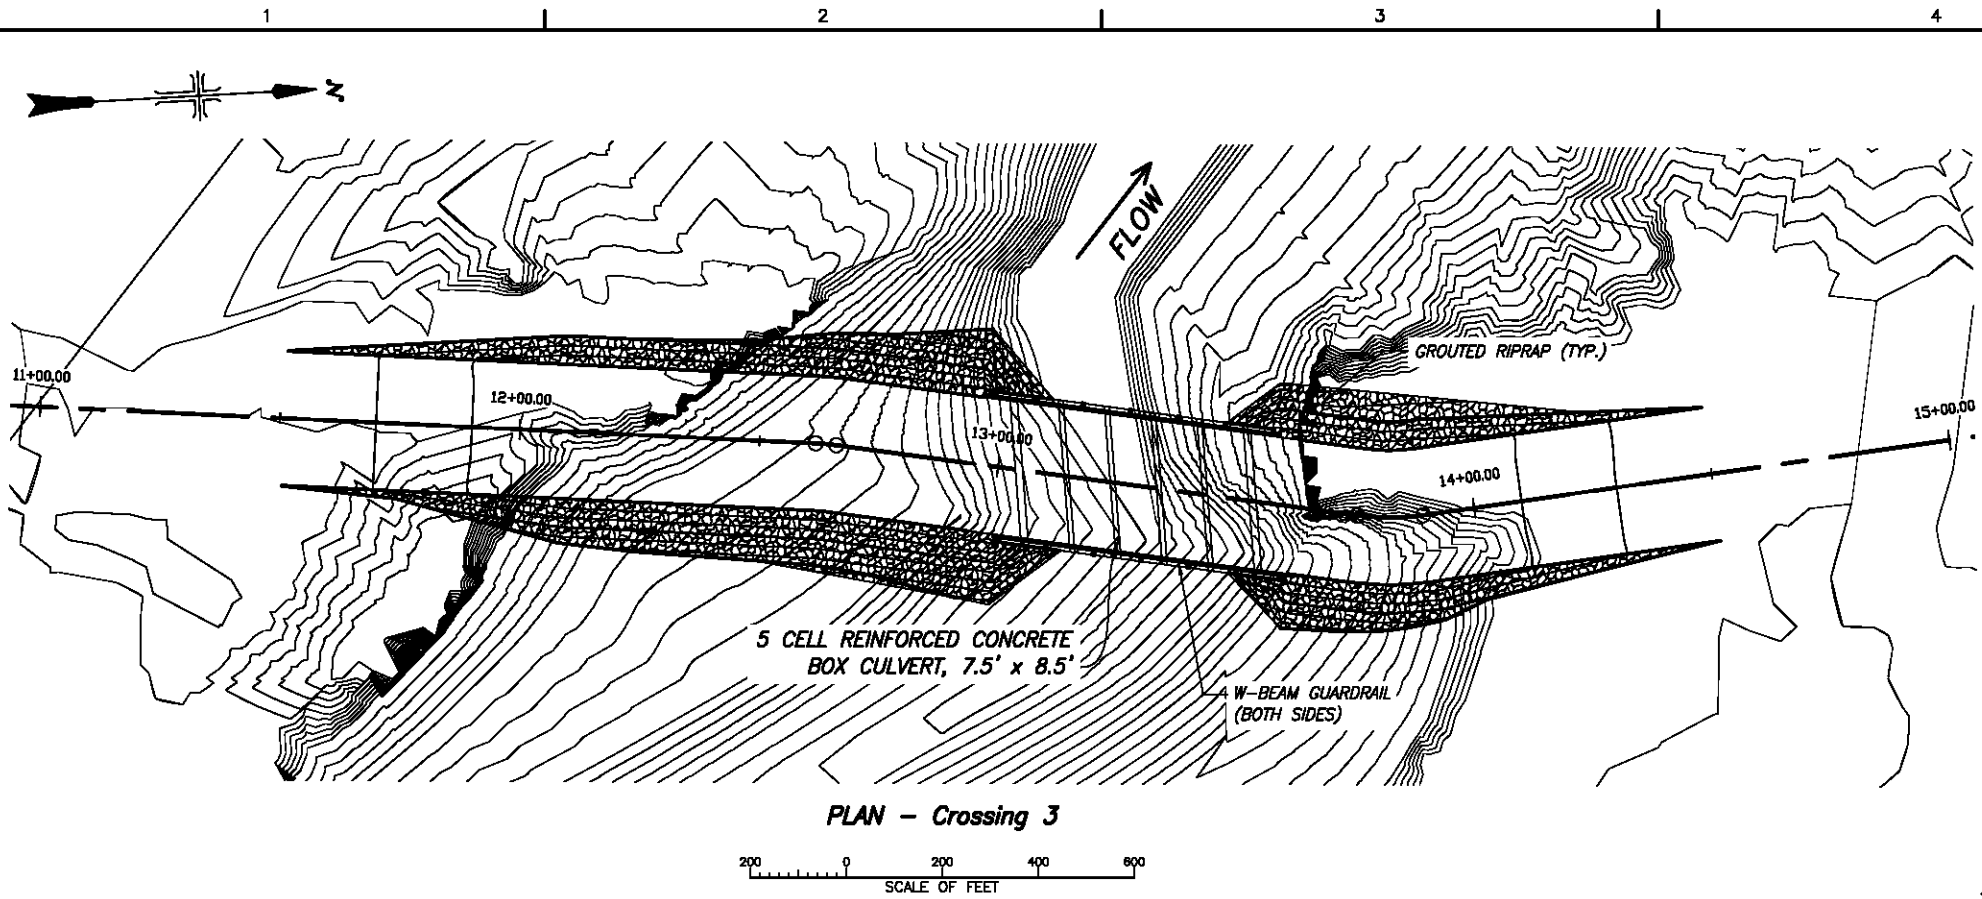 1 2 3 4
N
FLOW
GROUTED RIPRAP (TYP.)
11+00.00
12+00.00
13+00.00
14+00.00
15+00.00
5 CELL REINFORCED CONCRETE
BOX CULVERT, 7.5' x 8.5'
W-BEAM GUARDRAIL
(BOTH SIDES)
PLAN - Crossing 3
200 0 200 400 600
SCALE OF FEET